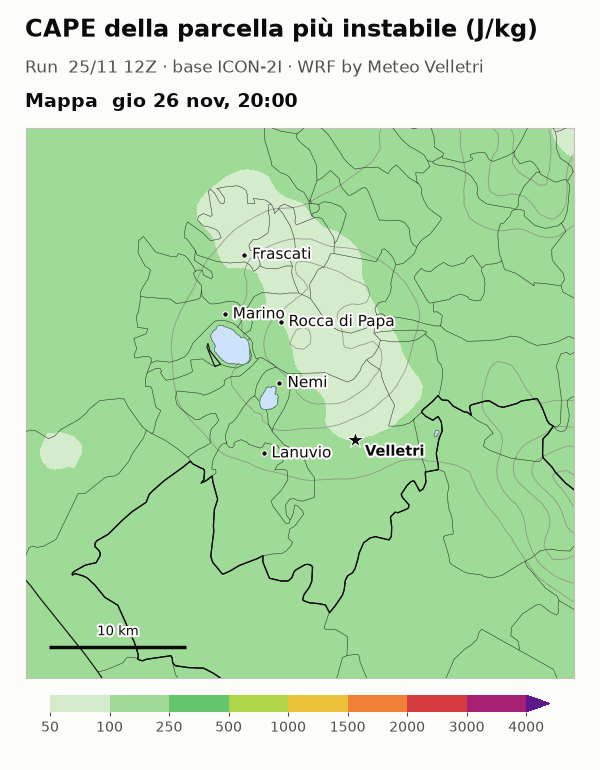 CAPE della parcella più instabile (J/kg)
Run  25/11 12Z · base ICON-2I · WRF by Meteo Velletri
Mappa  gio 26 nov, 20:00
Frascati
Marino
Rocca di Papa
Nemi
Velletri
Lanuvio
10 km
50 100 250 500 1000 1500 2000 3000 4000